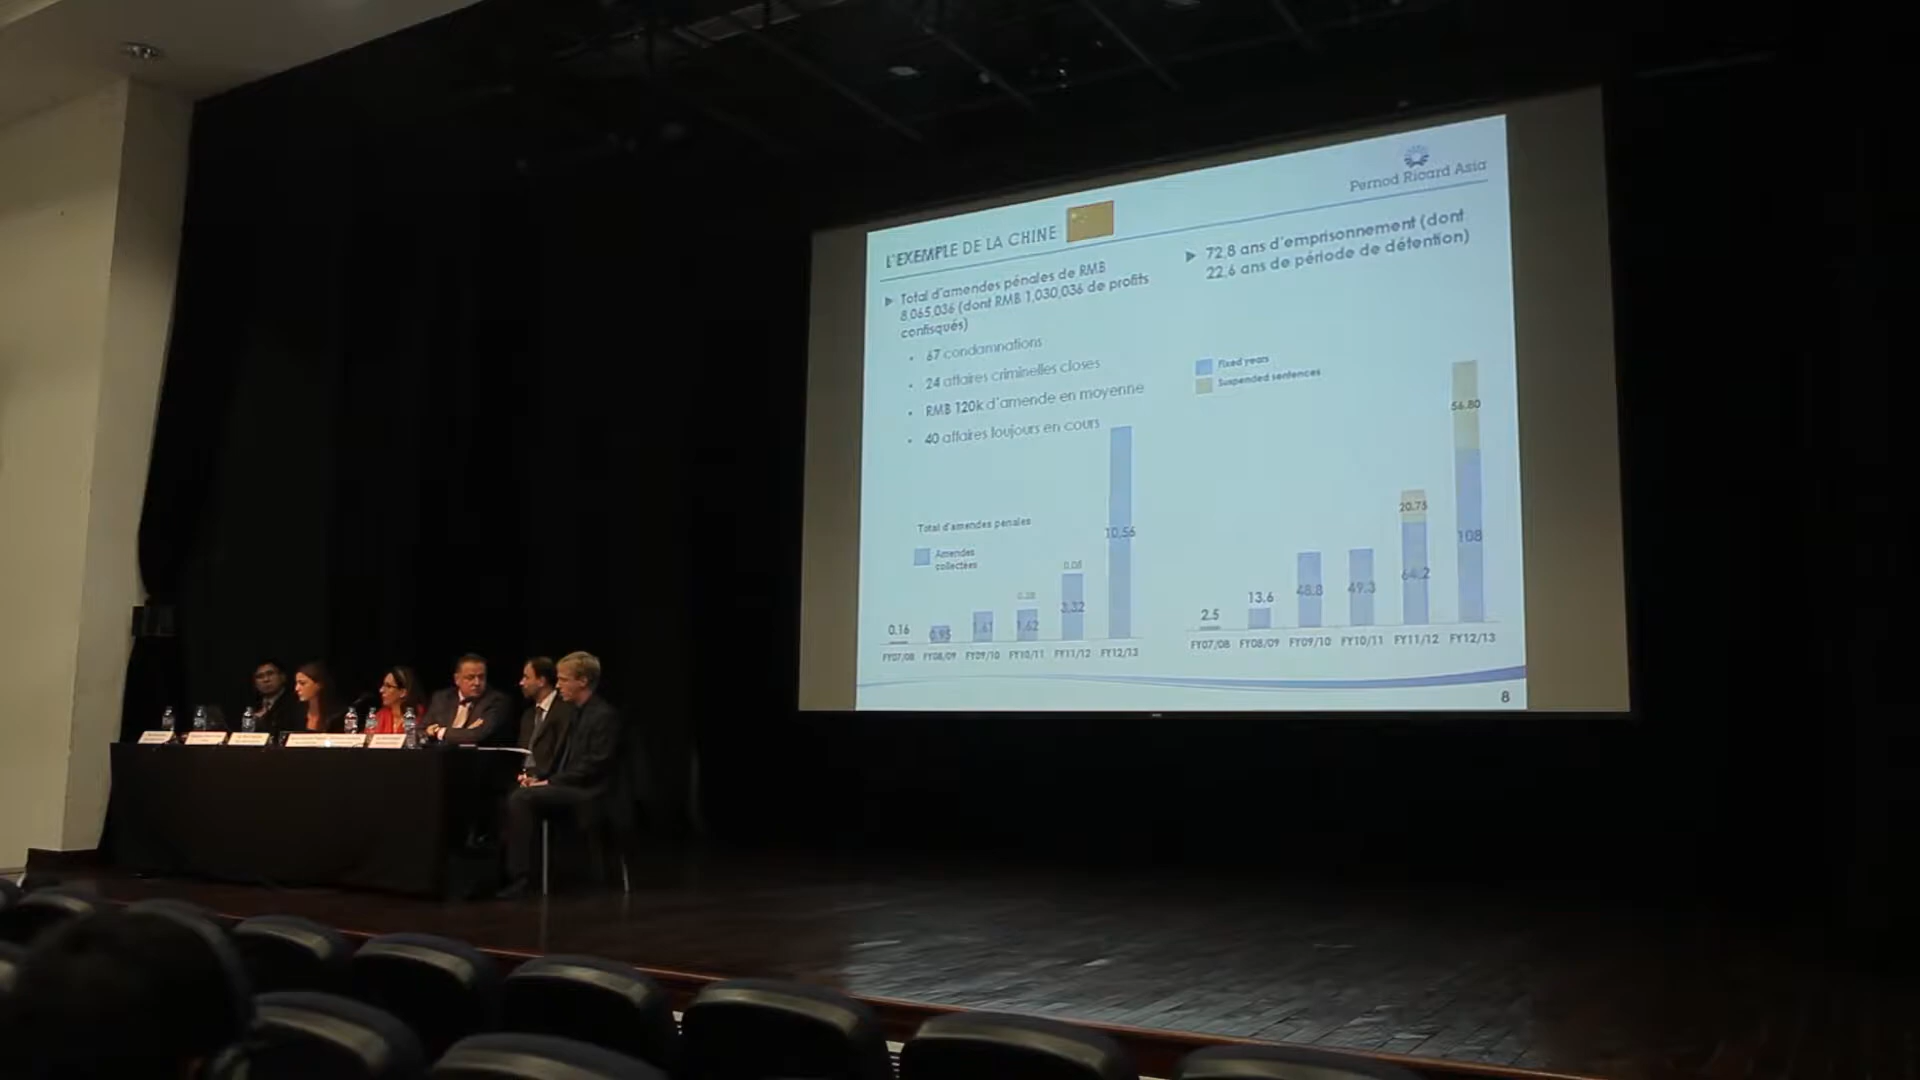 Pernod Ricard Asia
L'EXEMPLE DE LA CHINE
Total d'amendes pénales de RMB
8,065,036 (dont RMB 1,030,036 de profits
confisqués)
• 67 condamnations
• 24 affaires criminelles closes
• RMB 120k d'amende en moyenne
• 40 affaires toujours en cours
Total d'amendes penales
Amendes
collectées
0.16
0.95
1.61
1.62
0.08
3.32
10.56
FY07/08 FY08/09 FY09/10 FY10/11 FY11/12 FY12/13
72,8 ans d'emprisonnement (dont
22,6 ans de période de détention)
Fixed years
Suspended sentences
2.5
13.6
48.8
49.3
20.75
64.2
56.80
108
FY07/08 FY08/09 FY09/10 FY10/11 FY11/12 FY12/13
8